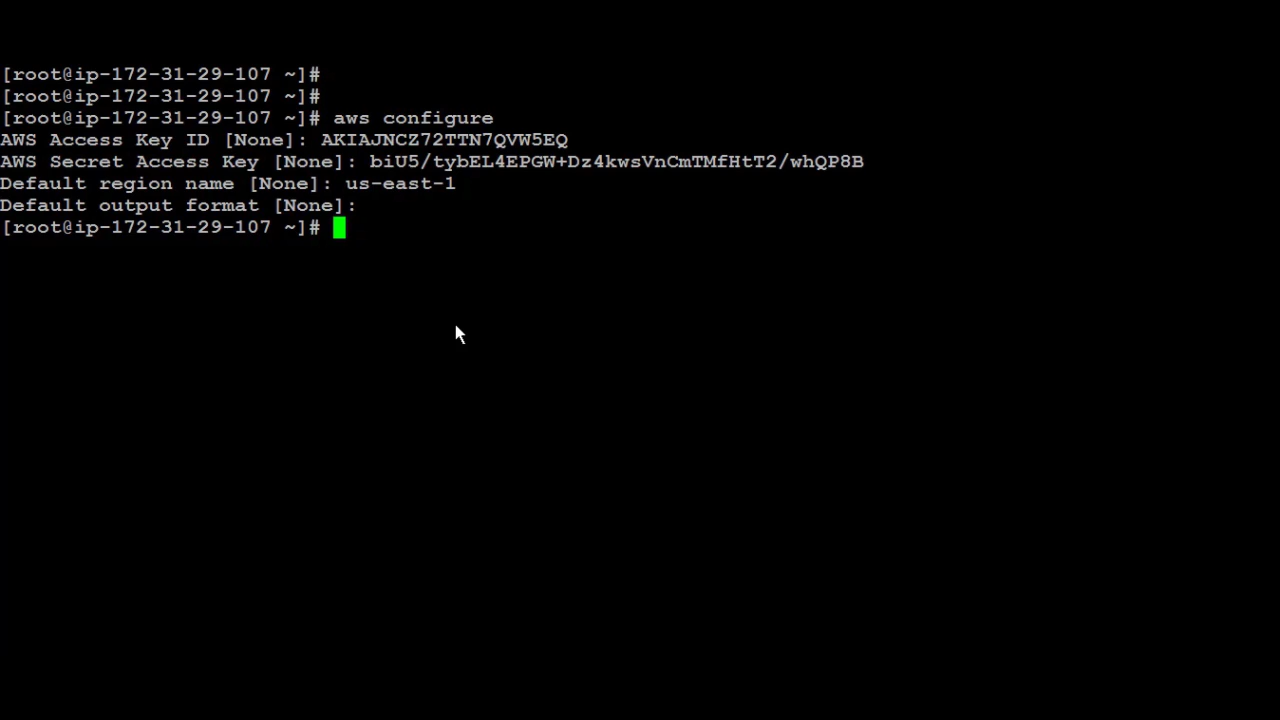 [root@ip-172-31-29-107 ~]#
[root@ip-172-31-29-107 ~]#
[root@ip-172-31-29-107 ~]# aws configure
AWS Access Key ID [None]: AKIAJNCZ72TTN7QVW5EQ
AWS Secret Access Key [None]: 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
Default region name [None]: us-east-1
Default output format [None]:
[root@ip-172-31-29-107 ~]#